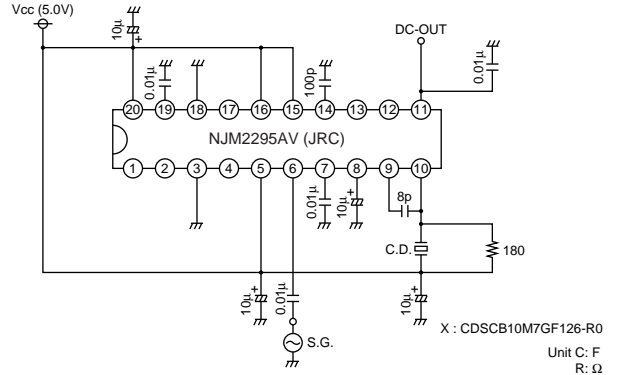 Vcc (5.0V)
10µ
+
DC-OUT
0.01µ
100p
0.01µ
20 19 18 17 16 15 14 13 12 11
NJM2295AV (JRC)
1 2 3 4 5 6 7 8 9 10
0.01µ
10µ
+
8p
C.D.
180
10µ
+
0.01µ
10µ
+
S.G.
X : CDSCB10M7GF126-R0
Unit C: F
R: Ω